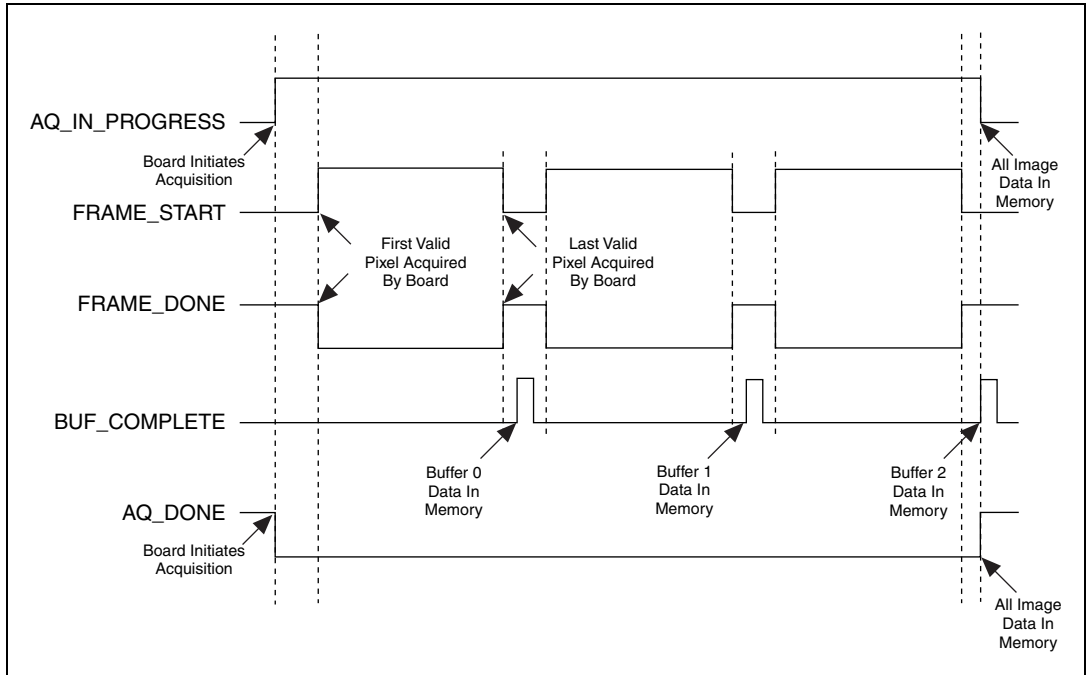 AQ_IN_PROGRESS
Board Initiates
Acquisition
All Image
Data In
Memory
FRAME_START
First Valid
Pixel Acquired
By Board
Last Valid
Pixel Acquired
By Board
FRAME_DONE
BUF_COMPLETE
Buffer 0
Data In
Memory
Buffer 1
Data In
Memory
Buffer 2
Data In
Memory
AQ_DONE
Board Initiates
Acquisition
All Image
Data In
Memory